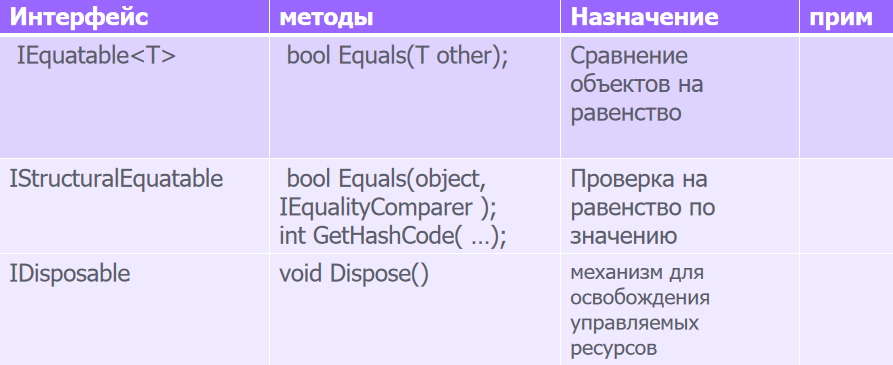 Интерфейс методы Назначение прим
IEquatable<T> bool Equals(T other); Сравнение
объектов на
равенство
IStructuralEquatable bool Equals(object, Проверка на
IEqualityComparer ); равенство по
int GetHashCode( …); значению
IDisposable void Dispose() механизм для
освобождения
управляемых
ресурсов